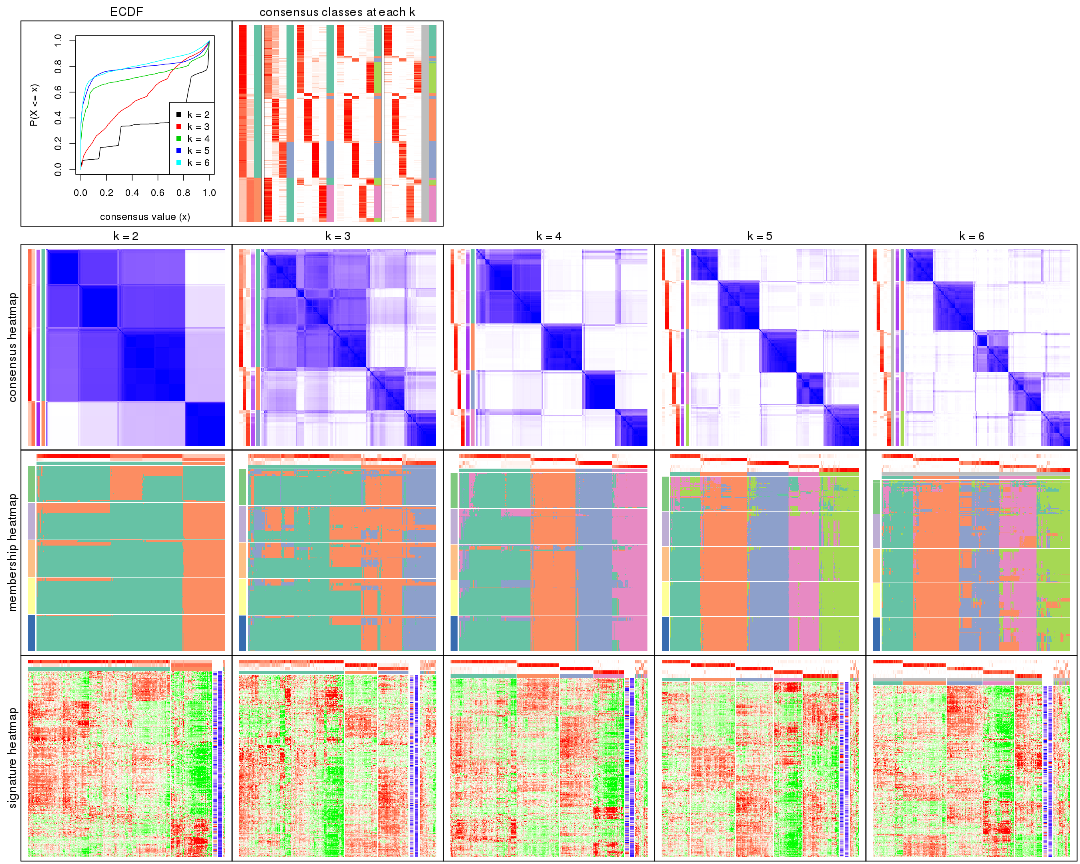 ECDF
consensus classes at each k
P(X <= x)
0.0
0.2
0.4
0.6
0.8
1.0
k = 2
k = 3
k = 4
k = 5
k = 6
0.0 0.2 0.4 0.6 0.8 1.0
consensus value (x)
k = 2
k = 3
k = 4
k = 5
k = 6
consensus heatmap
membership heatmap
signature heatmap